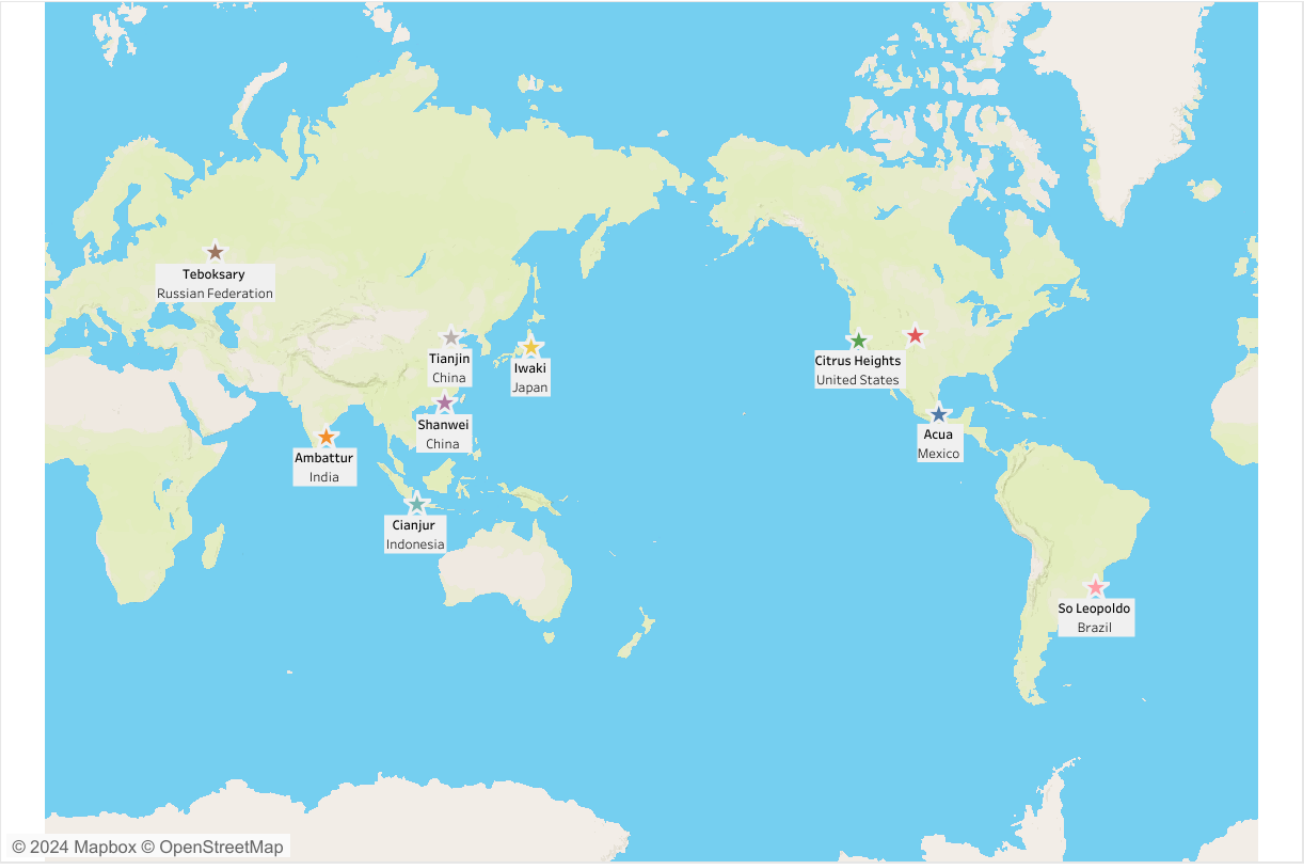 Teboksary
Russian Federation
Tianjin
China
Iwaki
Japan
Citrus Heights
United States
Shanwei
China
Acua
Mexico
Ambattur
India
Cianjur
Indonesia
So Leopoldo
Brazil
© 2024 Mapbox © OpenStreetMap